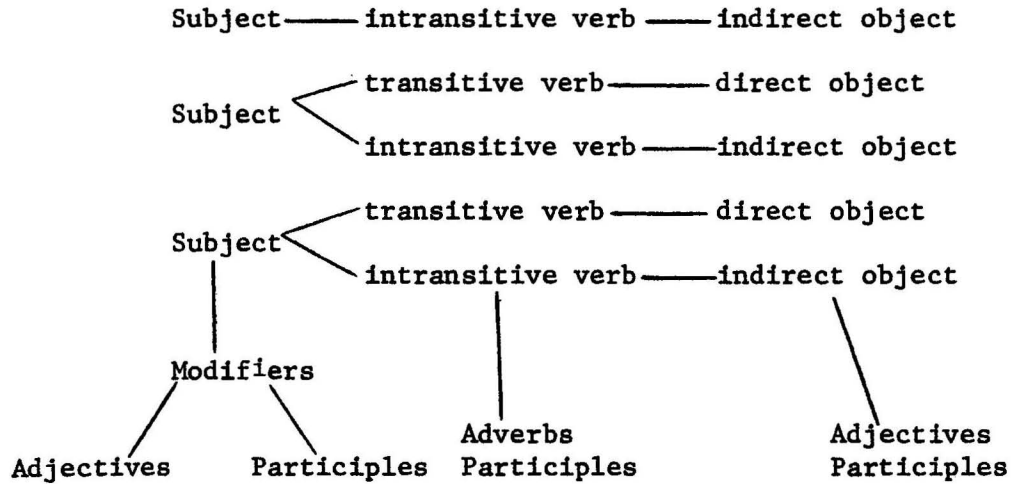 Subject intransitive verb indirect object
transitive verb direct object
Subject
intransitive verb indirect object
transitive verb direct object
Subject
intransitive verb indirect object
Modifiers
Adverbs Adjectives
Adjectives Participles Participles Participles